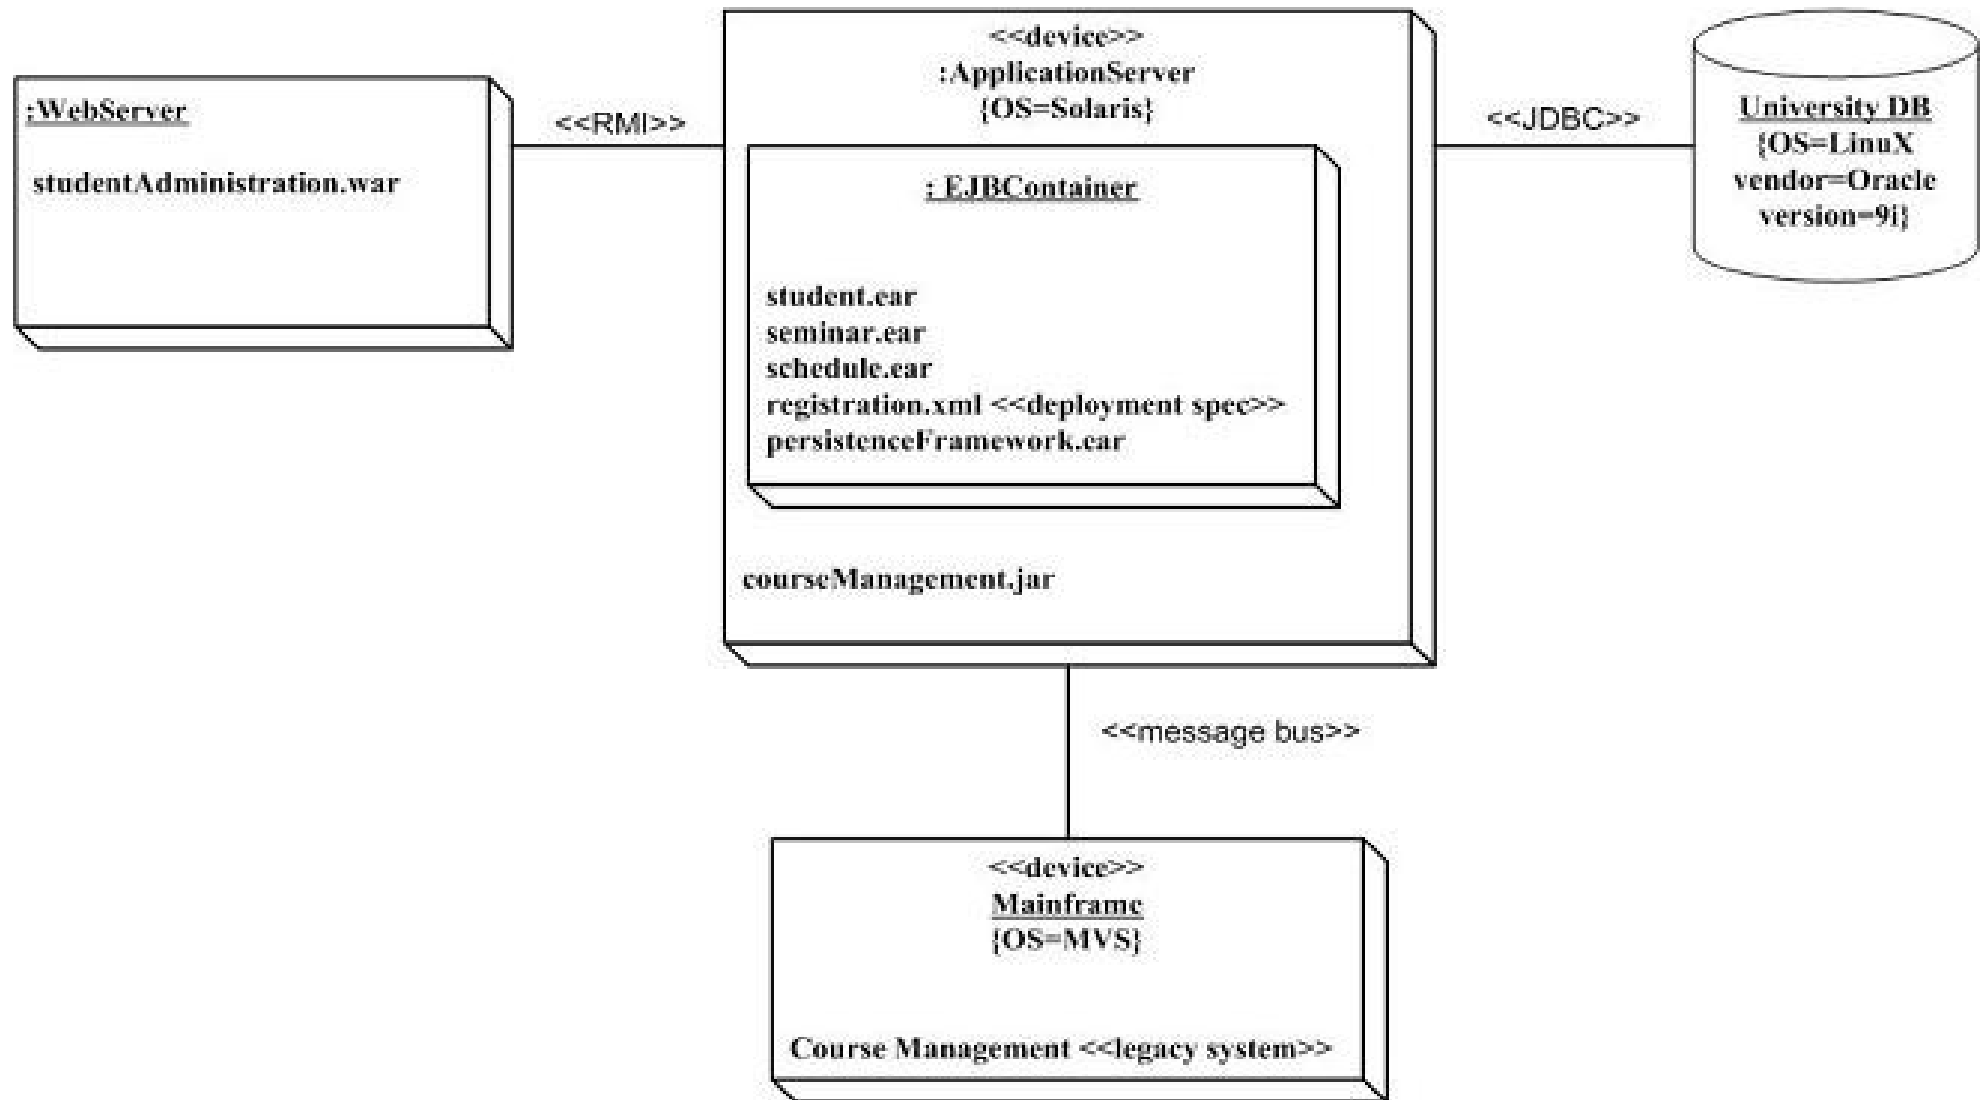 :WebServer
studentAdministration.war
<<RMI>>
<<device>>
:ApplicationServer
{OS=Solaris}
: EJBContainer
student.ear
seminar.ear
schedule.ear
registration.xml <<deployment spec>>
persistenceFramework.ear
courseManagement.jar
<<JDBC>>
University DB
{OS=LinuX
vendor=Oracle
version=9i}
<<message bus>>
<<device>>
Mainframe
{OS=MVS}
Course Management <<legacy system>>